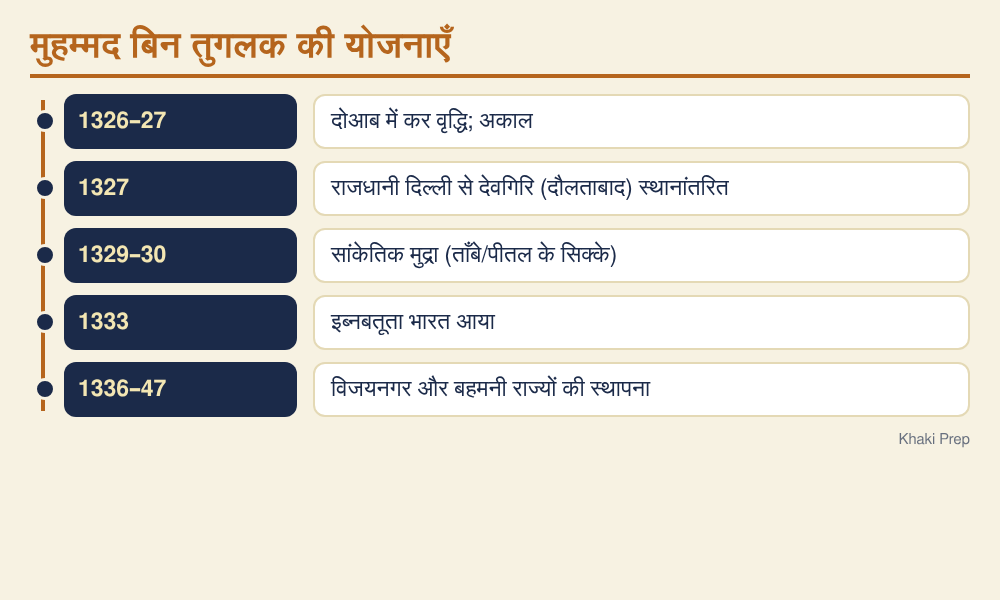 मुहम्मद बिन तुगलक की योजनाएँ
1326–27 दोआब में कर वृद्धि; अकाल
1327 राजधानी दिल्ली से देवगिरि (दौलताबाद) स्थानांतरित
1329–30 सांकेतिक मुद्रा (ताँबे/पीतल के सिक्के)
1333 इब्नबतूता भारत आया
1336–47 विजयनगर और बहमनी राज्यों की स्थापना
Khaki Prep